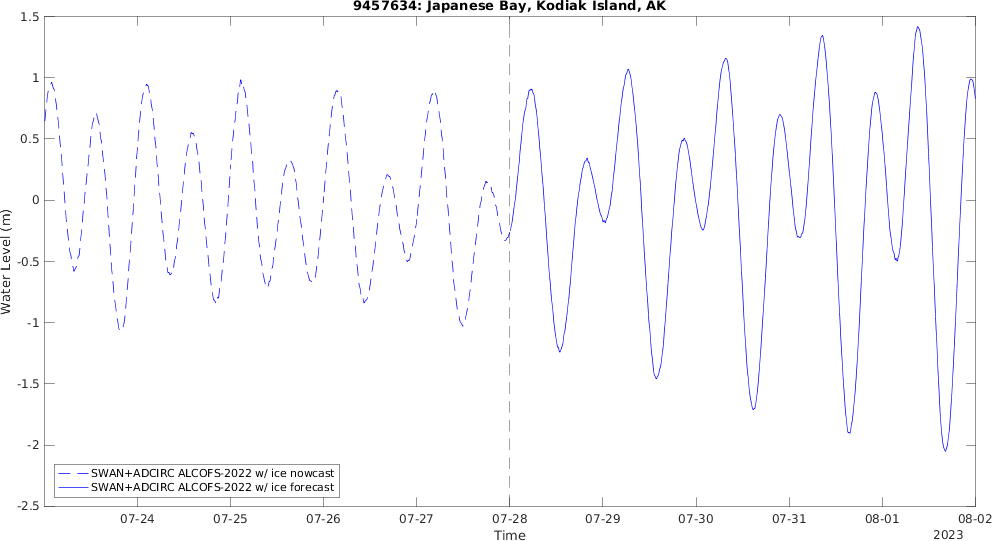 9457634: Japanese Bay, Kodiak Island, AK
1.5
1
0.5
0
-0.5
-1
-1.5
-2
-2.5
Water Level (m)
SWAN+ADCIRC ALCOFS-2022 w/ ice nowcast
SWAN+ADCIRC ALCOFS-2022 w/ ice forecast
07-24 07-25 07-26 07-27 07-28 07-29 07-30 07-31 08-01 08-02
Time
2023